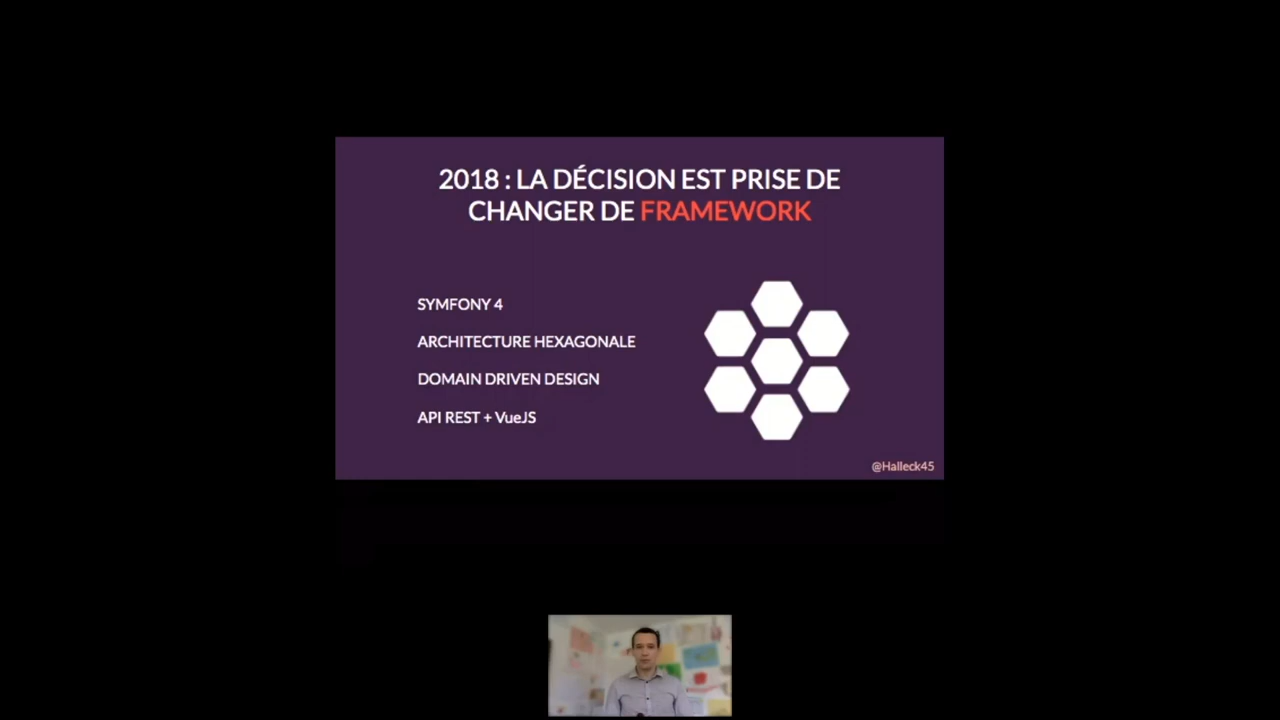 2018 : LA DÉCISION EST PRISE DE
CHANGER DE FRAMEWORK
SYMFONY 4
ARCHITECTURE HEXAGONALE
DOMAIN DRIVEN DESIGN
API REST + VueJS
@Halleck45